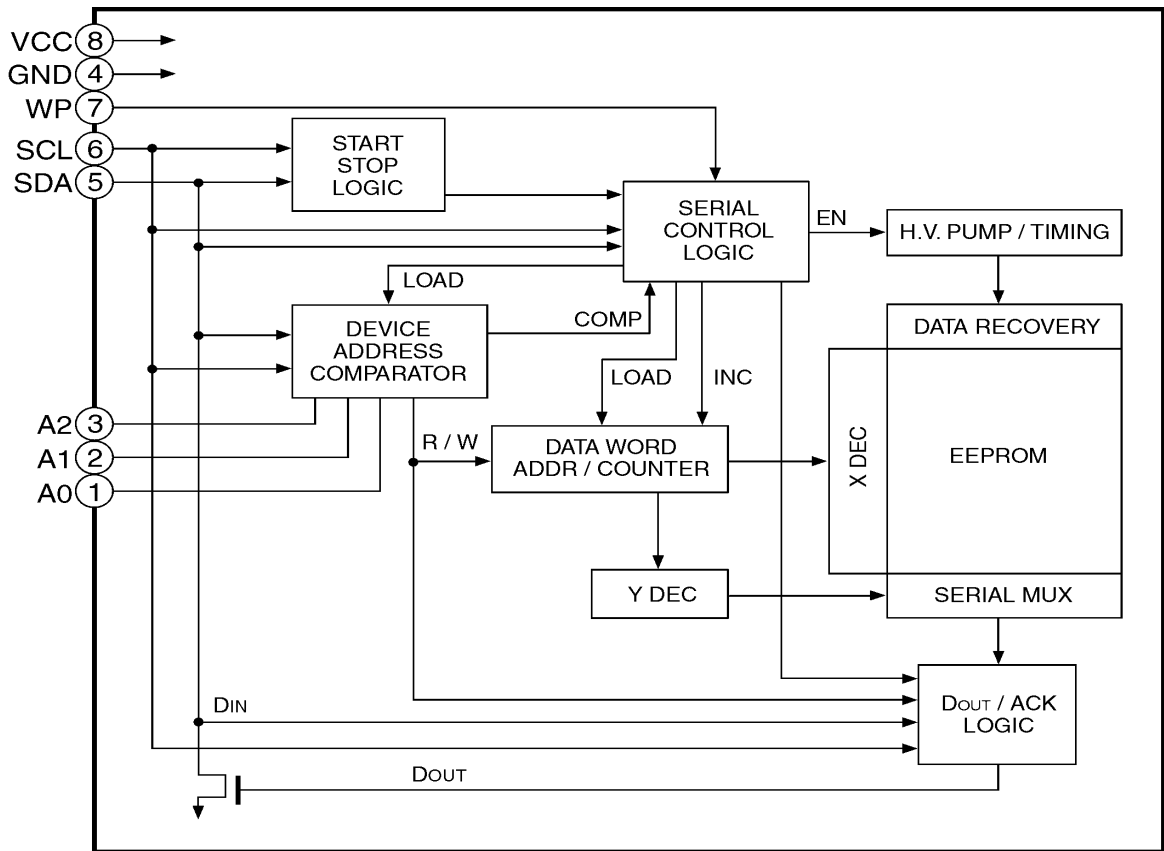 VCC 8
GND 4
WP 7
SCL 6
SDA 5
START
STOP
LOGIC
SERIAL
CONTROL
LOGIC
EN
H.V. PUMP / TIMING
LOAD
COMP
DEVICE
ADDRESS
COMPARATOR
DATA RECOVERY
LOAD
INC
A2 3
A1 2
A0 1
R / W
DATA WORD
ADDR / COUNTER
X DEC
EEPROM
Y DEC
SERIAL MUX
DIN
DOUT / ACK
LOGIC
DOUT